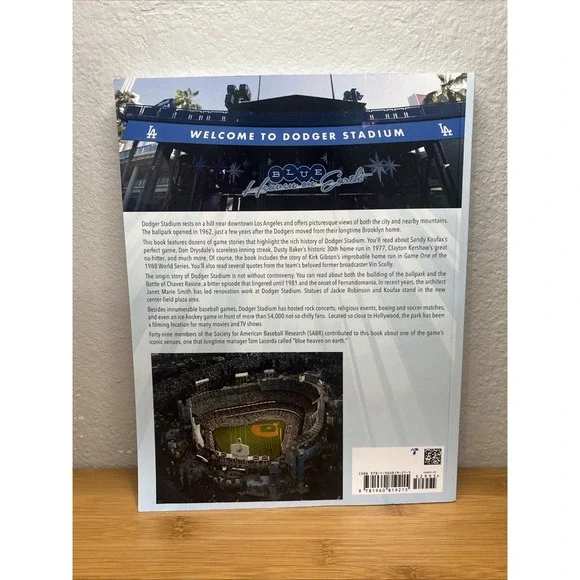 LA
WELCOME TO DODGER STADIUM
LA
BLUE
Heaven on Earth
Dodger Stadium rests on a hill near downtown Los Angeles and offers picturesque views of both the city and nearby mountains.
The ballpark opened in 1962, just a few years after the Dodgers moved from their longtime Brooklyn home.
This book features dozens of game stories that highlight the rich history of Dodger Stadium. You'll read about Sandy Koufax's
perfect game, Don Drysdale's scoreless inning streak, Dusty Baker's historic 30th home run in 1977, Clayton Kershaw's great
no-hitter, and much more. Of course, the book includes the story of Kirk Gibson's improbable home run in Game One of the
1988 World Series. You'll also read several quotes from the team's beloved former broadcaster Vin Scully.
The origin story of Dodger Stadium is not without controversy. You can read about both the building of the ballpark and the
Battle of Chavez Ravine, a bitter episode that lingered until 1981 and the onset of Fernandomania. In recent years, the architect
Janet Marie Smith has led renovation work at Dodger Stadium. Statues of Jackie Robinson and Koufax stand in the new
center-field plaza area.
Besides innumerable baseball games, Dodger Stadium has hosted rock concerts, religious events, boxing and soccer matches,
and even an ice-hockey game in front of more than 54,000 not-so-chilly fans. Located so close to Hollywood, the park has been
a filming location for many movies and TV shows.
Forty-nine members of the Society for American Baseball Research (SABR) contributed to this book about one of the game's
iconic venues, one that longtime manager Tom Lasorda called "blue heaven on earth."
ISBN 978-1-960819-21-5
9 781960 819215